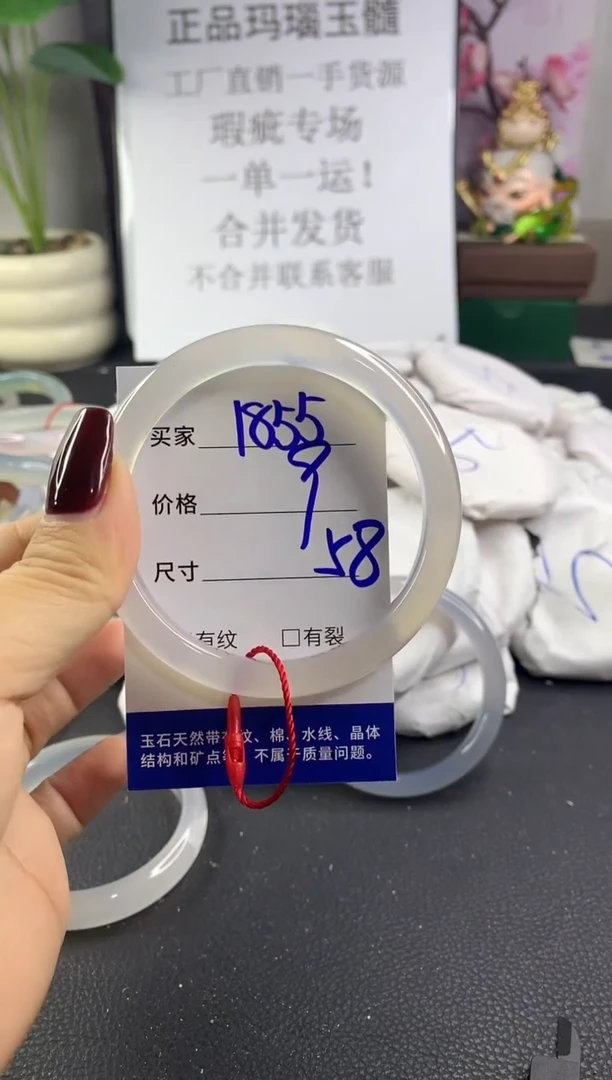 正品玛瑙玉髓
工厂直销一手货源
瑕疵专场
一单一运！
合并发货
不合并联系客服
买家 1855
价格 9
尺寸 58
有纹 □有裂
玉石天然带 纹、棉、水线、晶体
结构和矿点 不属于质量问题。